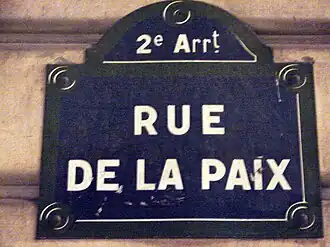 2e Arrt
RUE
DE LA PAIX